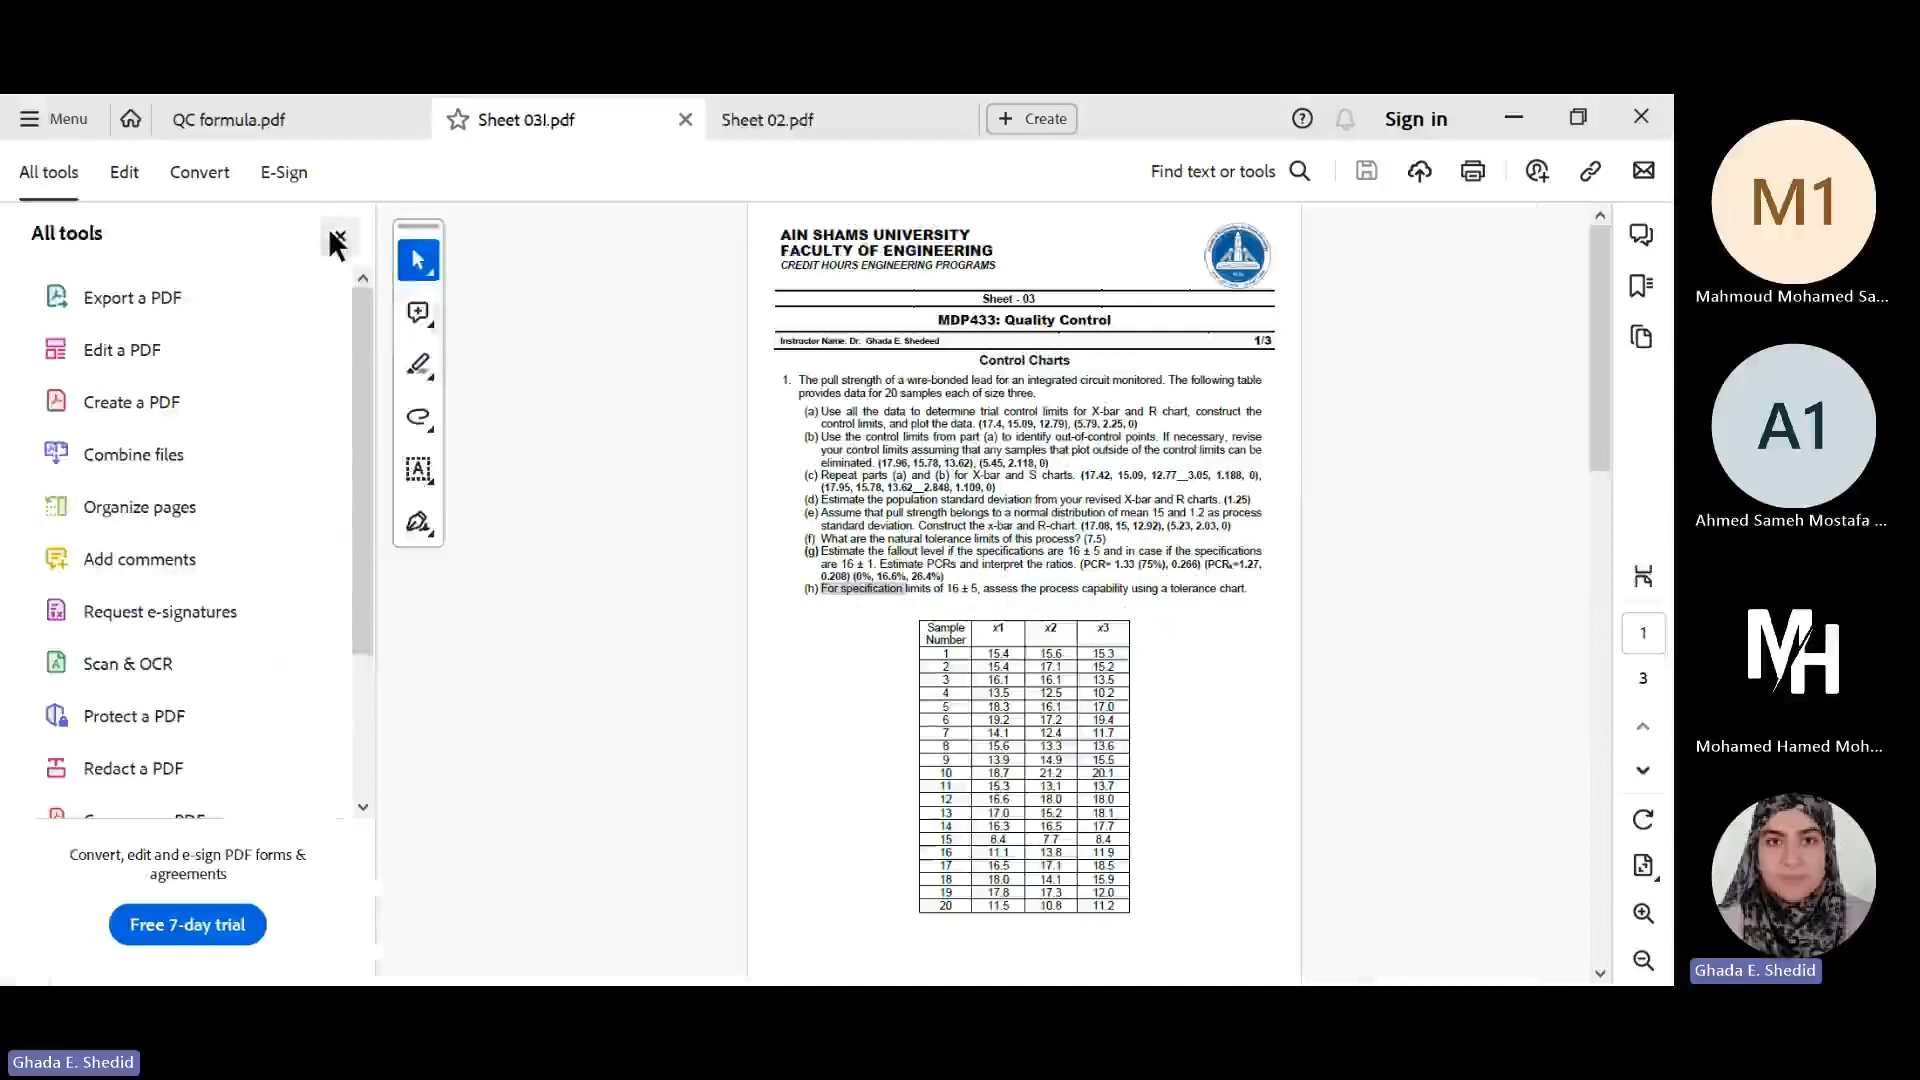 Menu
QC formula.pdf
Sheet 03I.pdf
Sheet 02.pdf
Create
Sign in
All tools
Edit
Convert
E-Sign
Find text or tools
All tools
Export a PDF
Edit a PDF
Create a PDF
Combine files
Organize pages
Add comments
Request e-signatures
Scan & OCR
Protect a PDF
Redact a PDF
Convert, edit and e-sign PDF forms &
agreements
Free 7-day trial
AIN SHAMS UNIVERSITY
FACULTY OF ENGINEERING
CREDIT HOURS ENGINEERING PROGRAMS
Sheet - 03
MDP433: Quality Control
Instructor Name: Dr. Ghada E. Shedeed 1/3
Control Charts
1. The pull strength of a wire-bonded lead for an integrated circuit monitored. The following table
provides data for 20 samples each of size three.
(a) Use all the data to determine trial control limits for X-bar and R chart, construct the
control limits, and plot the data. (17.4, 15.09, 12.79), (5.79, 2.25, 0)
(b) Use the control limits from part (a) to identify out-of-control points. If necessary, revise
your control limits assuming that any samples that plot outside of the control limits can be
eliminated. (17.96, 15.78, 13.62), (5.45, 2.118, 0)
(c) Repeat parts (a) and (b) for X-bar and S charts. (17.42, 15.09, 12.77__3.05, 1.188, 0),
(17.95, 15.78, 13.62__2.848, 1.109, 0)
(d) Estimate the population standard deviation from your revised X-bar and R charts. (1.25)
(e) Assume that pull strength belongs to a normal distribution of mean 15 and 1.2 as process
standard deviation. Construct the x-bar and R-chart. (17.08, 15, 12.92), (5.23, 2.03, 0)
(f) What are the natural tolerance limits of this process? (7.5)
(g) Estimate the fallout level if the specifications are 16 ± 5 and in case if the specifications
are 16 ± 1. Estimate PCRs and interpret the ratios. (PCR= 1.33 (75%), 0.266) (PCRk=1.27,
0.208) (0%, 16.6%, 26.4%)
(h) For specification limits of 16 ± 5, assess the process capability using a tolerance chart.
Sample Number x1 x2 x3
1 15.4 15.6 15.3
2 15.4 17.1 15.2
3 16.1 16.1 13.5
4 13.5 12.5 10.2
5 18.3 16.1 17.0
6 19.2 17.2 19.4
7 14.1 12.4 11.7
8 15.6 13.3 13.6
9 13.9 14.9 15.5
10 18.7 21.2 20.1
11 15.3 13.1 13.7
12 16.6 18.0 18.0
13 17.0 15.2 18.1
14 16.3 16.5 17.7
15 8.4 7.7 8.4
16 11.1 13.8 11.9
17 16.5 17.1 18.5
18 18.0 14.1 15.9
19 17.8 17.3 12.0
20 11.5 10.8 11.2
1
3
M1
Mahmoud Mohamed Sa...
A1
Ahmed Sameh Mostafa ...
MH
Mohamed Hamed Moh...
Ghada E. Shedid
Ghada E. Shedid